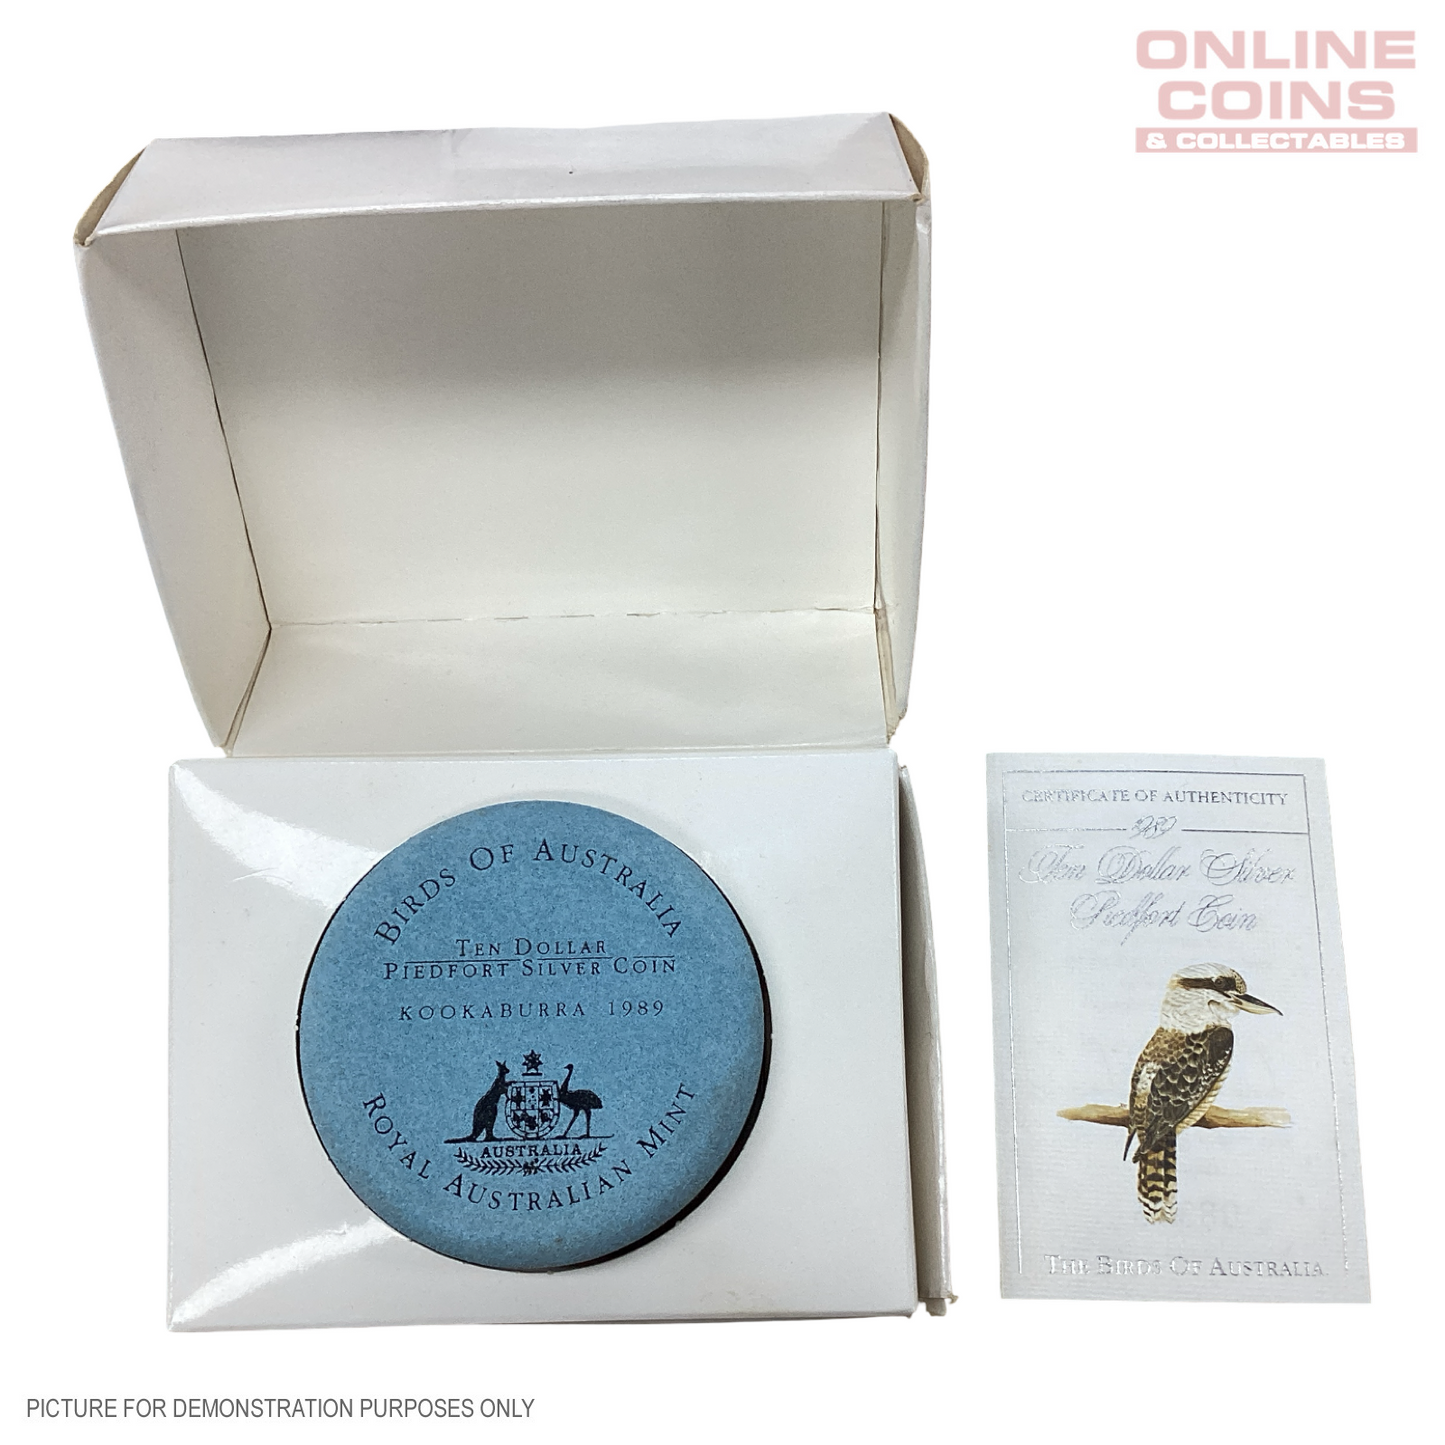 ONLINE
COINS
& COLLECTABLES
BIRDS OF AUSTRALIA
TEN DOLLAR
PIEDFORT SILVER COIN
KOOKABURRA 1989
AUSTRALIA
ROYAL AUSTRALIAN MINT
CERTIFICATE OF AUTHENTICITY
1989
Ten Dollar Silver
Piedfort Coin
THE BIRDS OF AUSTRALIA
PICTURE FOR DEMONSTRATION PURPOSES ONLY